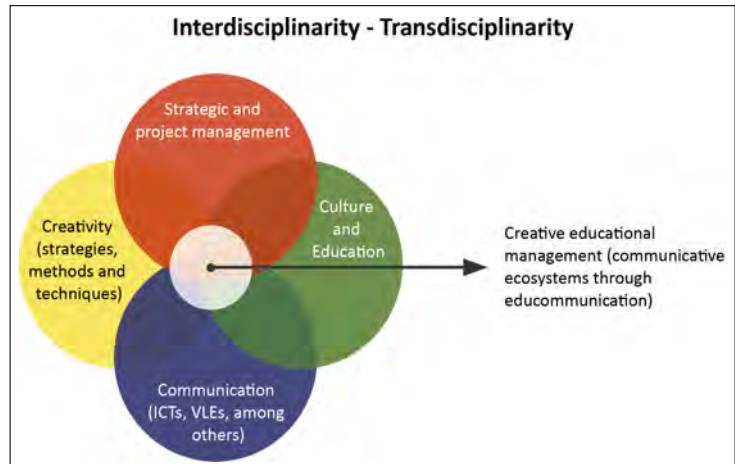 Interdisciplinarity - Transdisciplinarity
Strategic and
project management
Creativity
(strategies,
methods and
techniques)
Culture
and
Education
Creative educational
management (communicative
ecosystems through
educommunication)
Communication
(ICTs, VLEs, among
others)